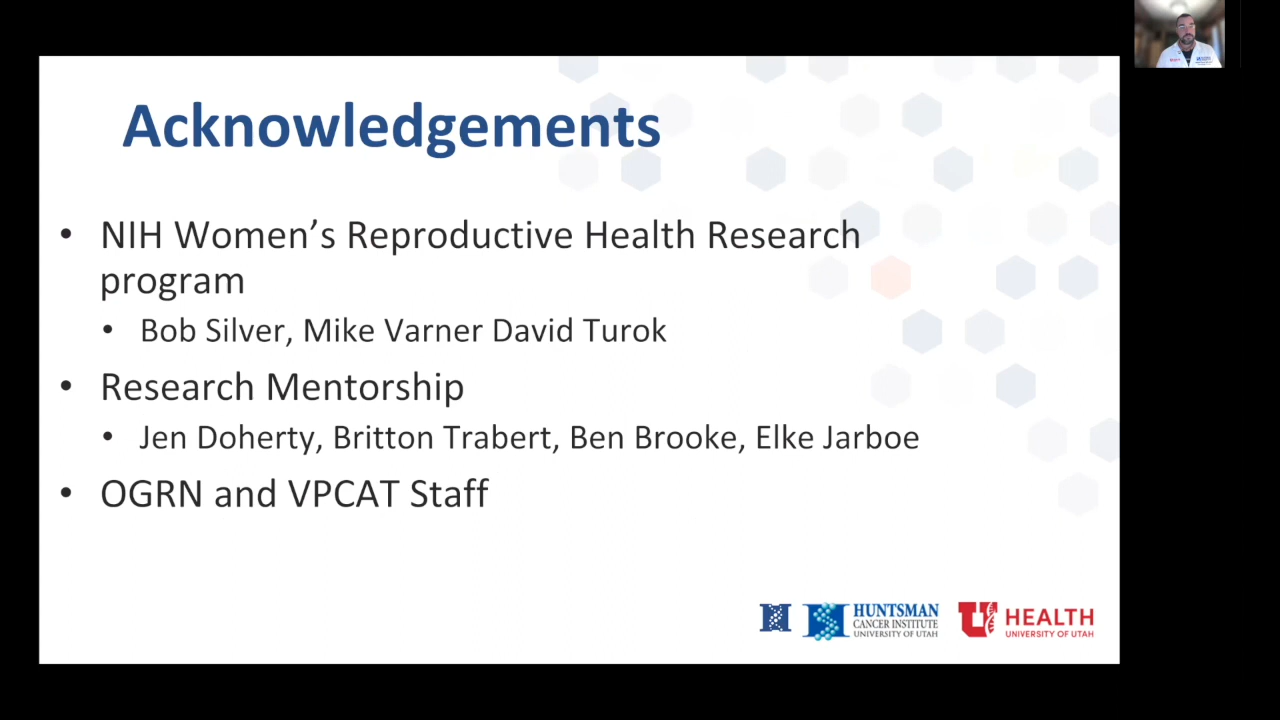 Acknowledgements
• NIH Women’s Reproductive Health Research
program
• Bob Silver, Mike Varner David Turok
• Research Mentorship
• Jen Doherty, Britton Trabert, Ben Brooke, Elke Jarboe
• OGRN and VPCAT Staff
HUNTSMAN
CANCER INSTITUTE
UNIVERSITY OF UTAH
U HEALTH
UNIVERSITY OF UTAH